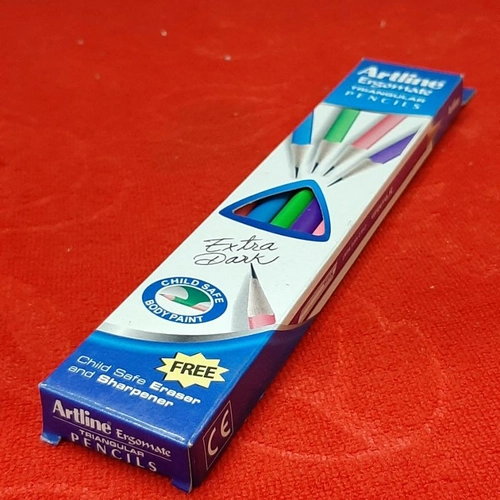 Artline
Ergomate
TRIANGULAR
PENCILS
Extra
Dark
CHILD SAFE
BODY PAINT
FREE
Child Safe Eraser
and Sharpener
Artline Ergomate
TRIANGULAR
PENCILS
CE